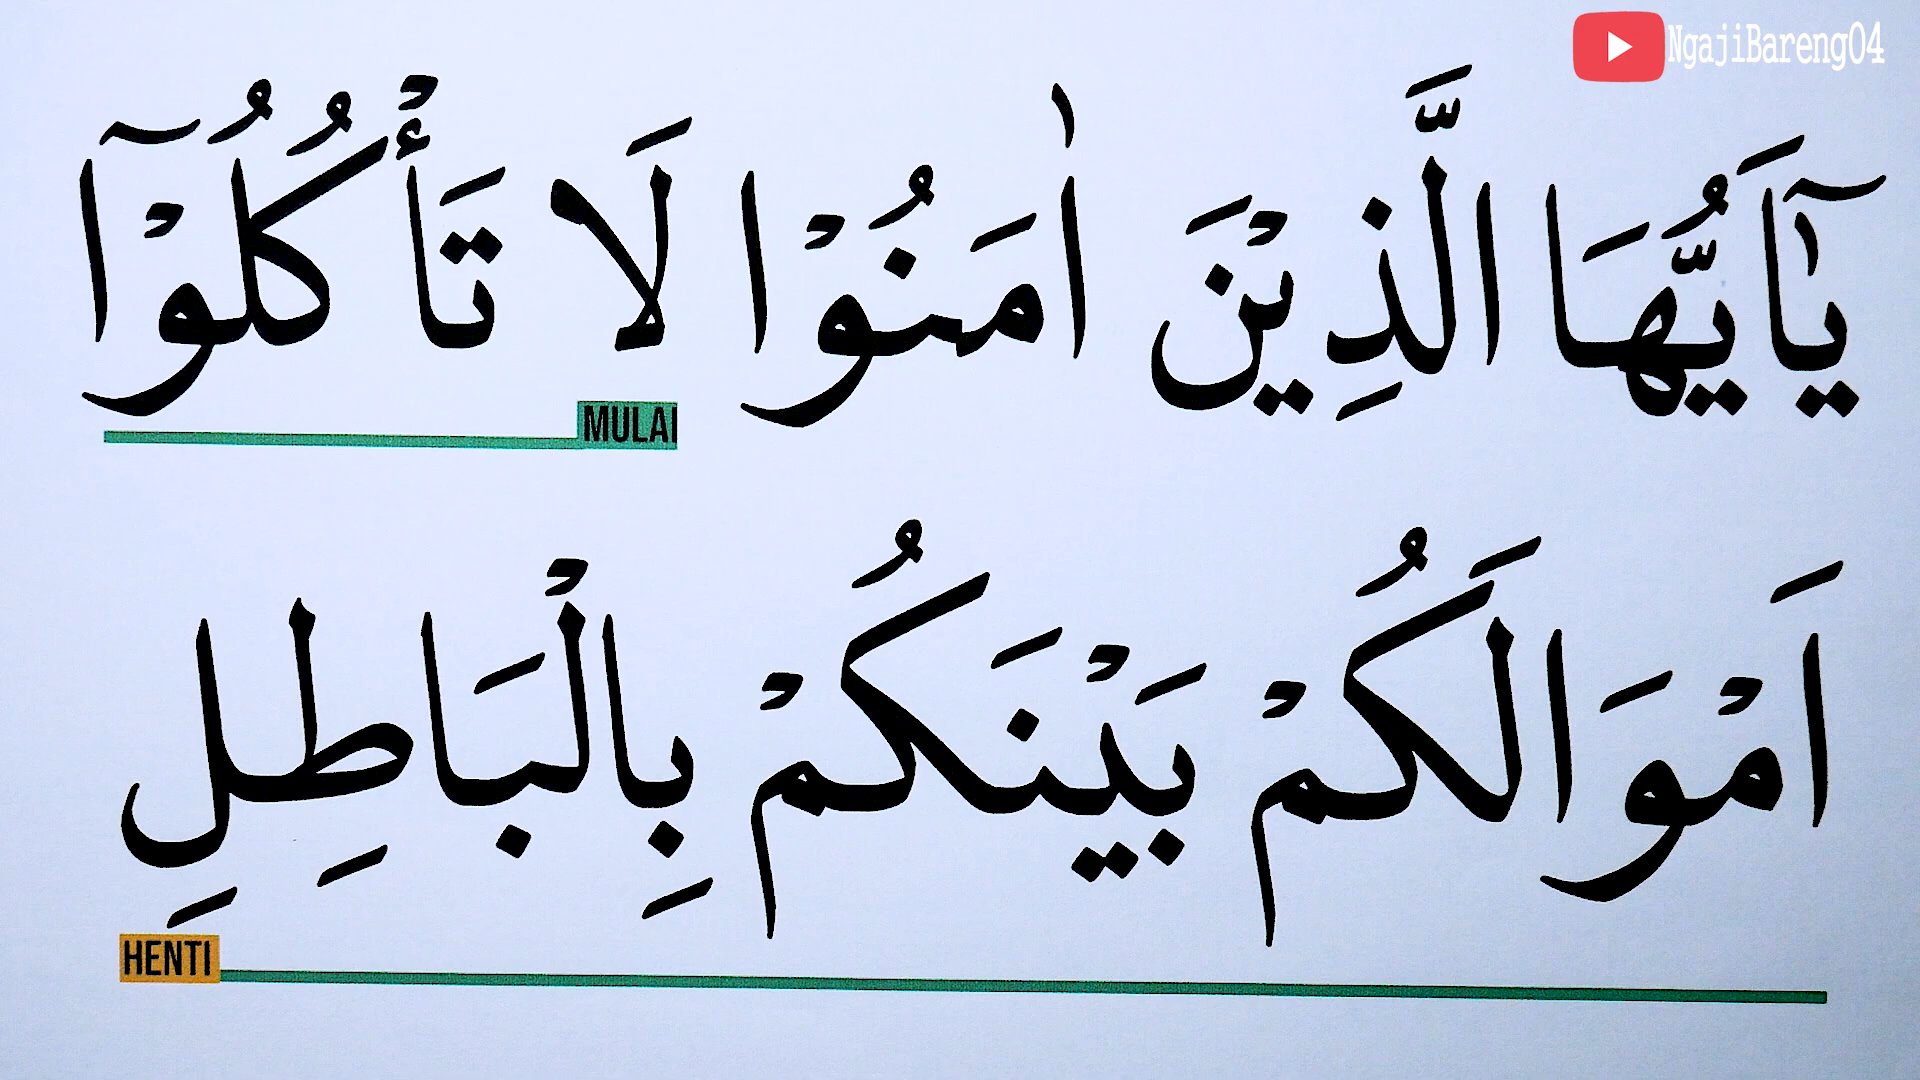 NgajiBareng04
يٰٓاَيُّهَا الَّذِيْنَ اٰمَنُوْا لَا تَأْكُلُوْٓا
MULAI
اَمْوَالَكُمْ بَيْنَكُمْ بِالْبَاطِلِ
HENTI